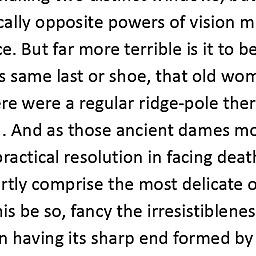 cally opposite powers of vision m
ce. But far more terrible is it to be
s same last or shoe, that old wom
ere were a regular ridge-pole ther
. And as those ancient dames mo
practical resolution in facing death
rtly comprise the most delicate o
his be so, fancy the irresistiblenes
n having its sharp end formed by